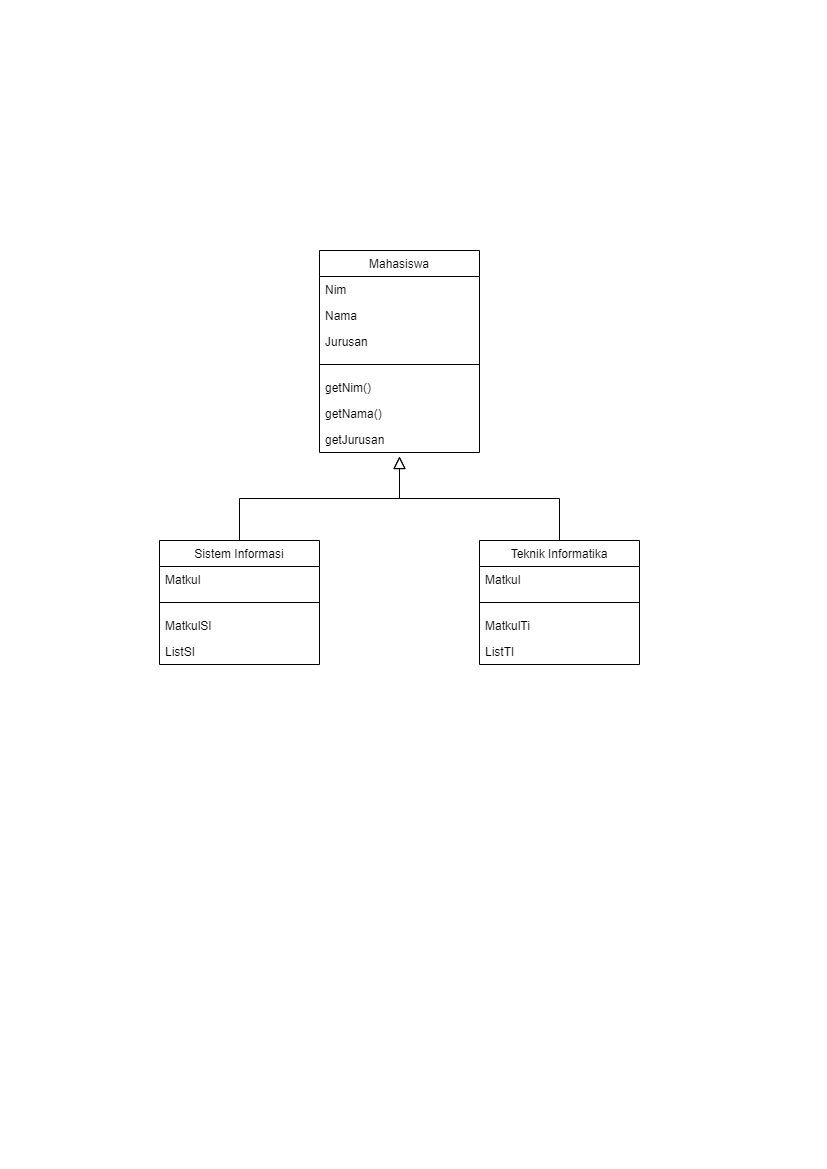 Mahasiswa
Nim
Nama
Jurusan
getNim()
getNama()
getJurusan
Sistem Informasi
Matkul
MatkulSI
ListSI
Teknik Informatika
Matkul
MatkulTi
ListTI